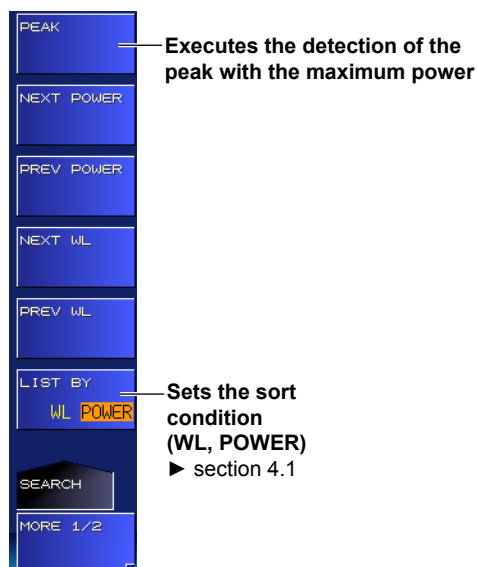 PEAK
Executes the detection of the
peak with the maximum power
NEXT POWER
PREV POWER
NEXT WL
PREV WL
LIST BY
WL POWER
Sets the sort
condition
(WL, POWER)
► section 4.1
SEARCH
MORE 1/2